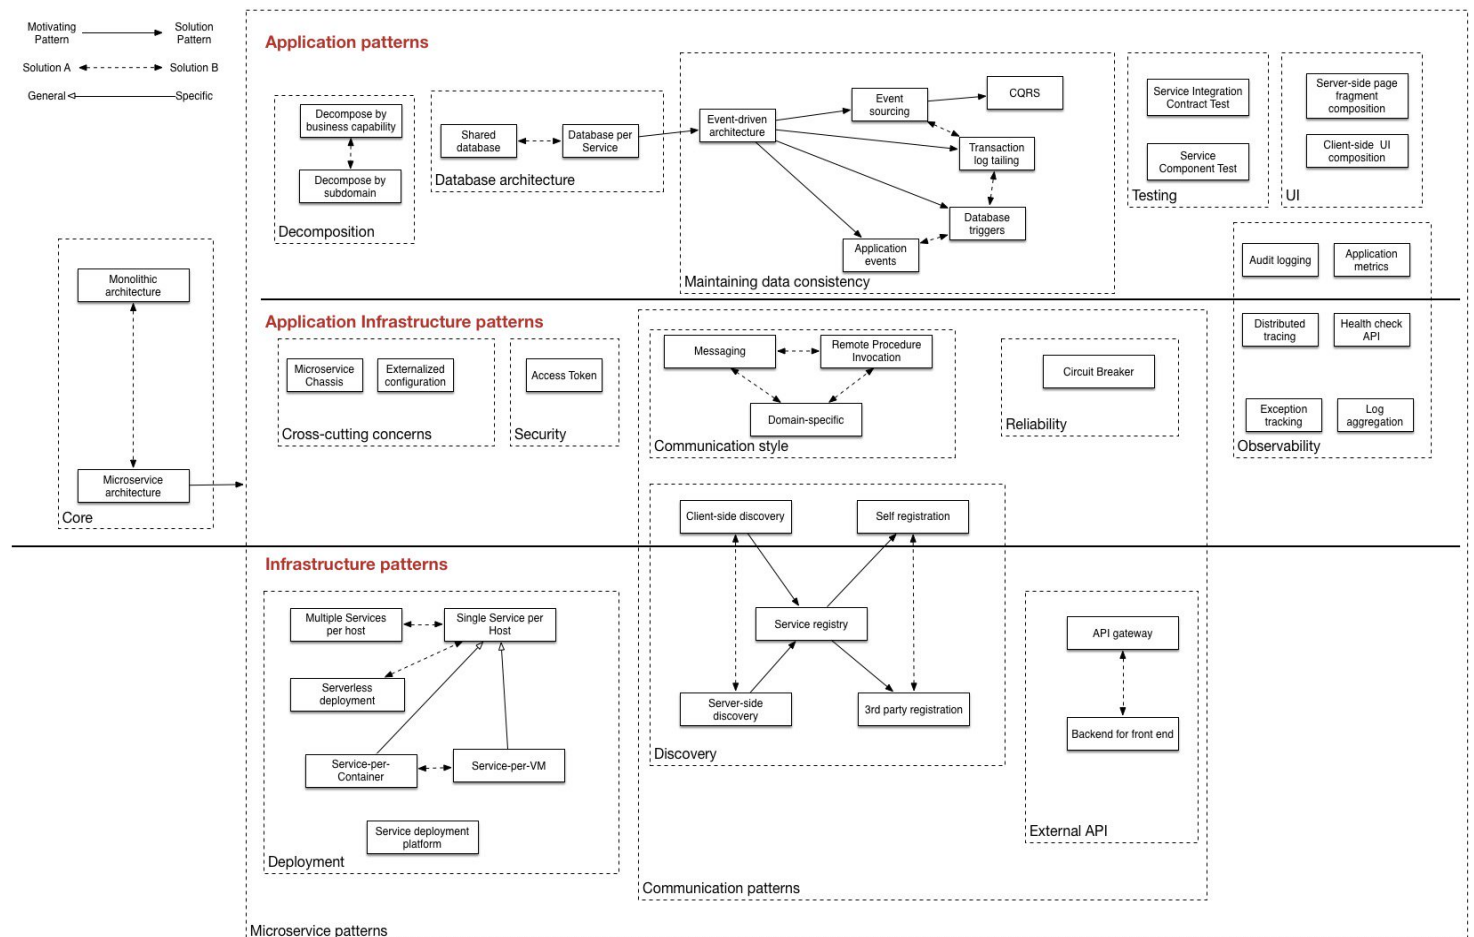 Motivating
Pattern
Solution
Pattern
Solution A
Solution B
General
Specific
Application patterns
Decompose by
business capability
Decompose by
subdomain
Decomposition
Shared
database
Database per
Service
Database architecture
Event-driven
architecture
Event
sourcing
CQRS
Transaction
log tailing
Database
triggers
Application
events
Maintaining data consistency
Service Integration
Contract Test
Service
Component Test
Testing
Server-side page
fragment
composition
Client-side UI
composition
UI
Monolithic
architecture
Microservice
architecture
Core
Application Infrastructure patterns
Microservice
Chassis
Externalized
configuration
Cross-cutting concerns
Access Token
Security
Messaging
Remote Procedure
Invocation
Domain-specific
Communication style
Circuit Breaker
Reliability
Audit logging
Application
metrics
Distributed
tracing
Health check
API
Exception
tracking
Log
aggregation
Observability
Client-side discovery
Self registration
Service registry
Server-side
discovery
3rd party registration
Discovery
Infrastructure patterns
Multiple Services
per host
Single Service per
Host
Serverless
deployment
Service-per-
Container
Service-per-VM
Service deployment
platform
Deployment
API gateway
Backend for front end
External API
Communication patterns
Microservice patterns